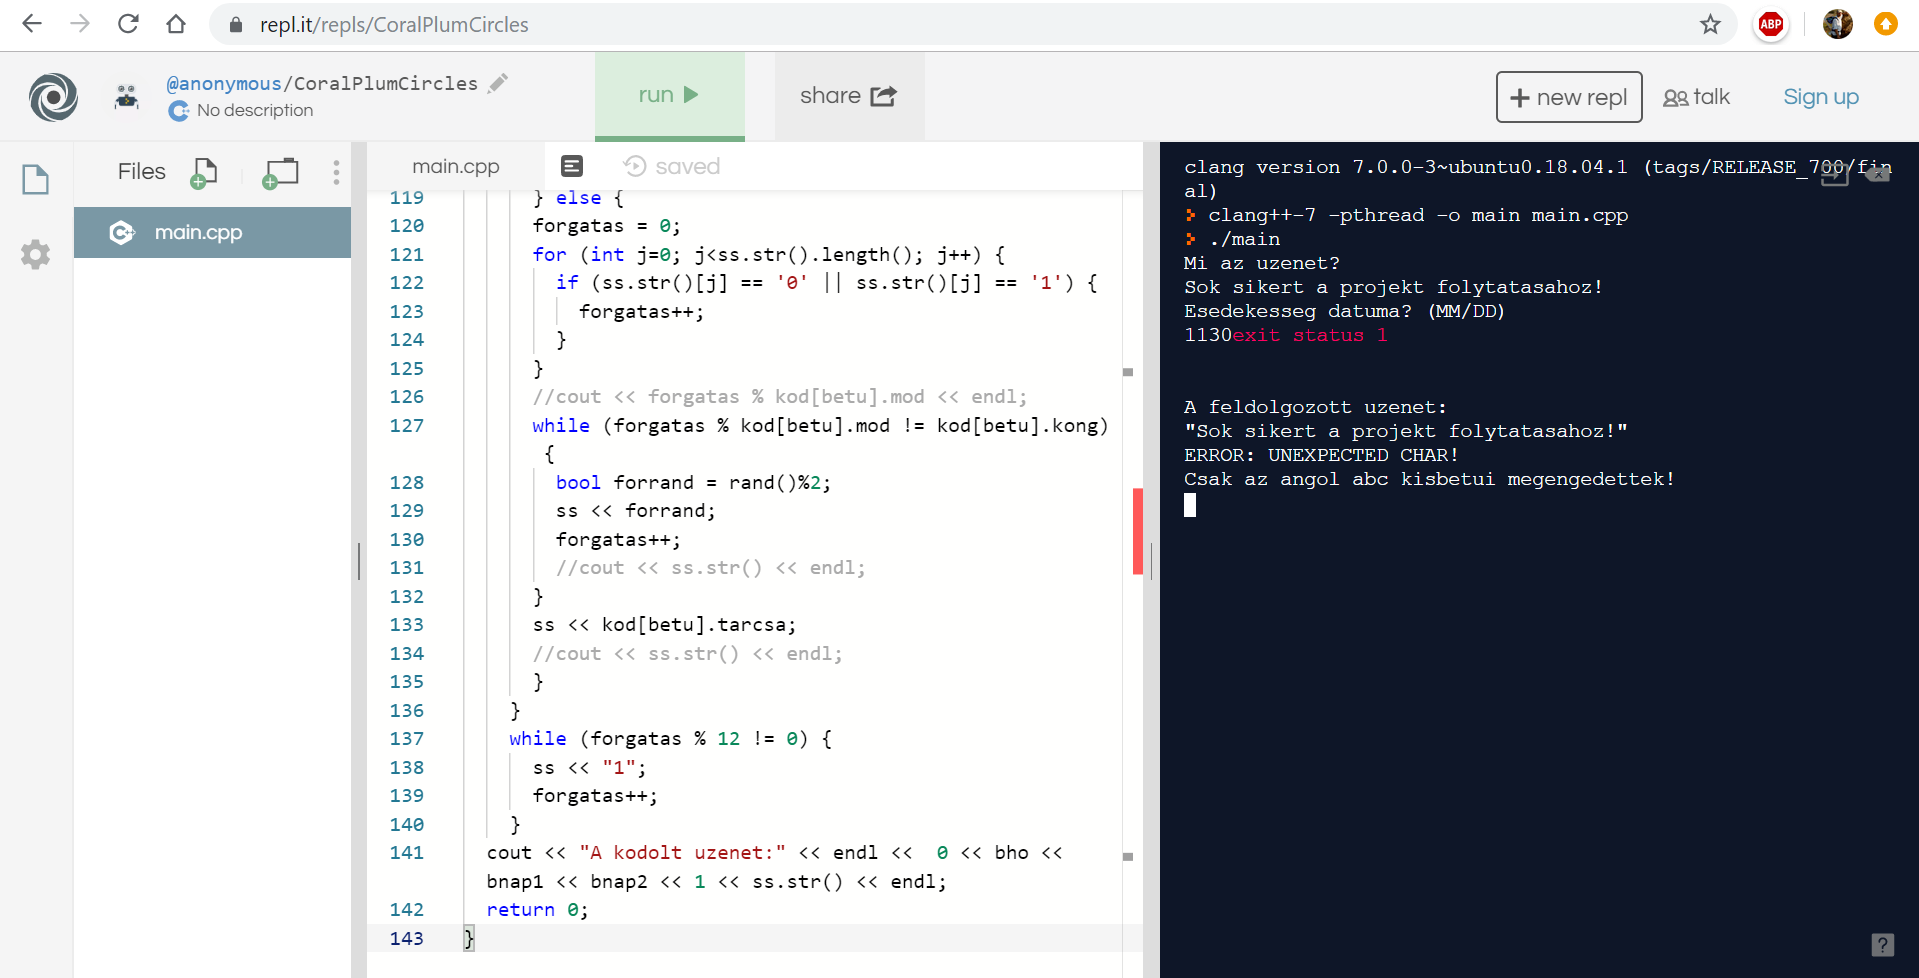 repl.it/repls/CoralPlumCircles
ABP
@anonymous/CoralPlumCircles
No description
run
share
+ new repl
talk
Sign up
Files
main.cpp
main.cpp
saved
119 } else {
120 forgatas = 0;
121 for (int j=0; j<ss.str().length(); j++) {
122 if (ss.str()[j] == '0' || ss.str()[j] == '1') {
123 forgatas++;
124 }
125 }
126 //cout << forgatas % kod[betu].mod << endl;
127 while (forgatas % kod[betu].mod != kod[betu].kong)
{
128 bool forrand = rand()%2;
129 ss << forrand;
130 forgatas++;
131 //cout << ss.str() << endl;
132 }
133 ss << kod[betu].tarcsa;
134 //cout << ss.str() << endl;
135 }
136 }
137 while (forgatas % 12 != 0) {
138 ss << "1";
139 forgatas++;
140 }
141 cout << "A kodolt uzenet:" << endl <<  0 << bho <<
bnap1 << bnap2 << 1 << ss.str() << endl;
142 return 0;
143 }
clang version 7.0.0-3~ubuntu0.18.04.1 (tags/RELEASE_700/fin
al)
clang++-7 -pthread -o main main.cpp
./main
Mi az uzenet?
Sok sikert a projekt folytatasahoz!
Esedekesseg datuma? (MM/DD)
1130exit status 1
A feldolgozott uzenet:
"Sok sikert a projekt folytatasahoz!"
ERROR: UNEXPECTED CHAR!
Csak az angol abc kisbetui megengedettek!
?